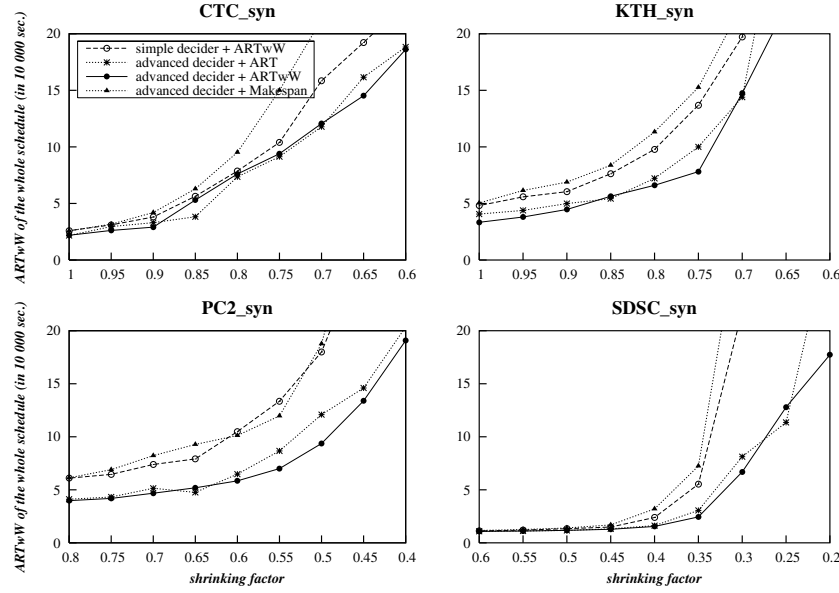 CTC_syn
KTH_syn
ARTwW of the whole schedule (in 10 000 sec.)
20
15
10
5
0
simple decider + ARTwW
advanced decider + ART
advanced decider + ARTwW
advanced decider + Makespan
1 0.95 0.9 0.85 0.8 0.75 0.7 0.65 0.6
20
15
10
5
0
1 0.95 0.9 0.85 0.8 0.75 0.7 0.65 0.6
PC2_syn
SDSC_syn
ARTwW of the whole schedule (in 10 000 sec.)
20
15
10
5
0
0.8 0.75 0.7 0.65 0.6 0.55 0.5 0.45 0.4
shrinking factor
20
15
10
5
0
0.6 0.55 0.5 0.45 0.4 0.35 0.3 0.25 0.2
shrinking factor